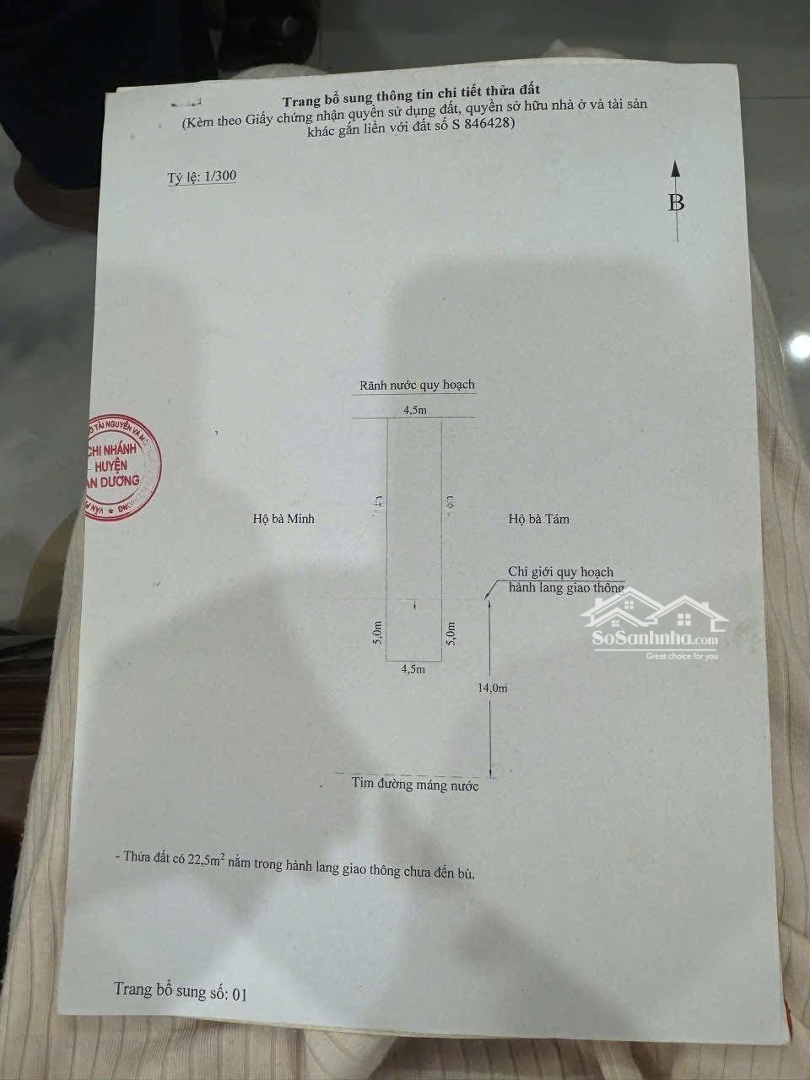 Trang bổ sung thông tin chi tiết thửa đất
(Kèm theo Giấy chứng nhận quyền sử dụng đất, quyền sở hữu nhà ở và tài sản
khác gắn liền với đất số S 846428)
Tỷ lệ: 1/300
B
Rãnh nước quy hoạch
4,5m
CHI NHÁNH
HUYỆN
AN DƯƠNG
Hộ bà Minh
Hộ bà Tám
Chỉ giới quy hoạch
hành lang giao thông
5,0m
5,0m
4,5m
14,0m
SoSanhnha.com
Great choice for you
Tim đường máng nước
- Thửa đất có 22,5m² nằm trong hành lang giao thông chưa đền bù.
Trang bổ sung số: 01